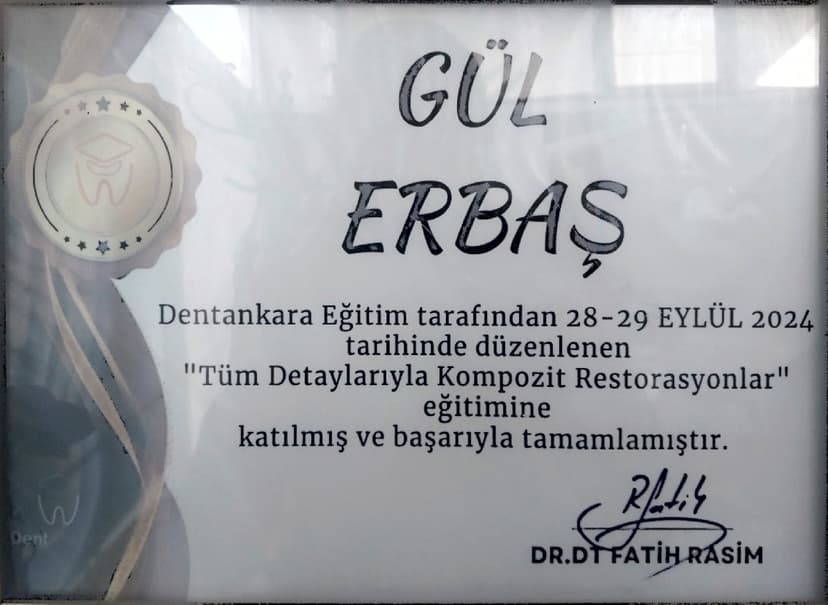 GÜL
ERBAŞ
Dentankara Eğitim tarafından 28-29 EYLÜL 2024
tarihinde düzenlenen
"Tüm Detaylarıyla Kompozit Restorasyonlar"
eğitimine
katılmış ve başarıyla tamamlamıştır.
DR.DT FATİH RASİM
Dent